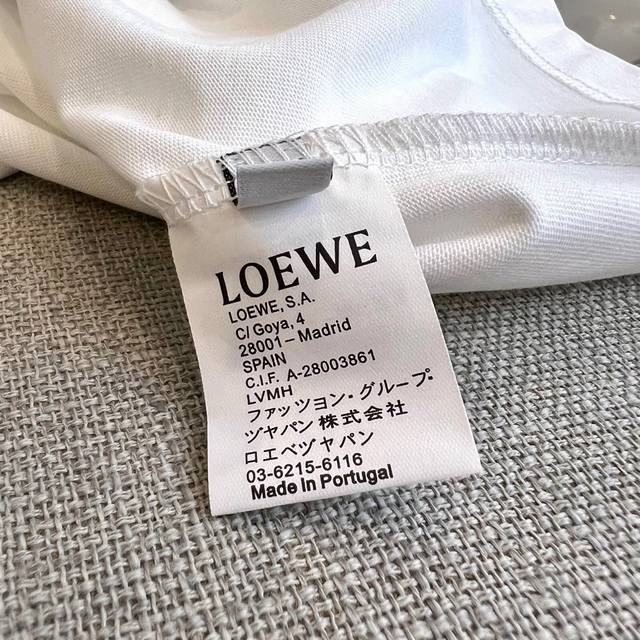 LOEWE
LOEWE, S.A.
C/ Goya, 4
28001 – Madrid
SPAIN
C.I.F. A-28003861
LVMH
ファッツョン・グループ・
ヅャパン株式会社
ロエベヅャパン
03-6215-6116
Made in Portugal